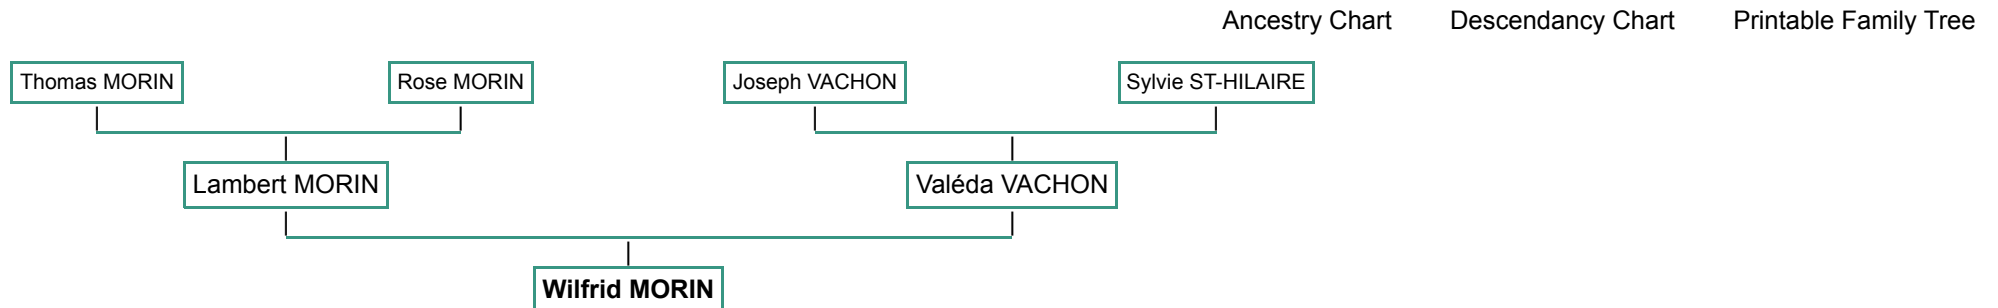 Ancestry Chart Descendancy Chart Printable Family Tree
Thomas MORIN Rose MORIN Joseph VACHON Sylvie ST-HILAIRE
Lambert MORIN Valéda VACHON
Wilfrid MORIN